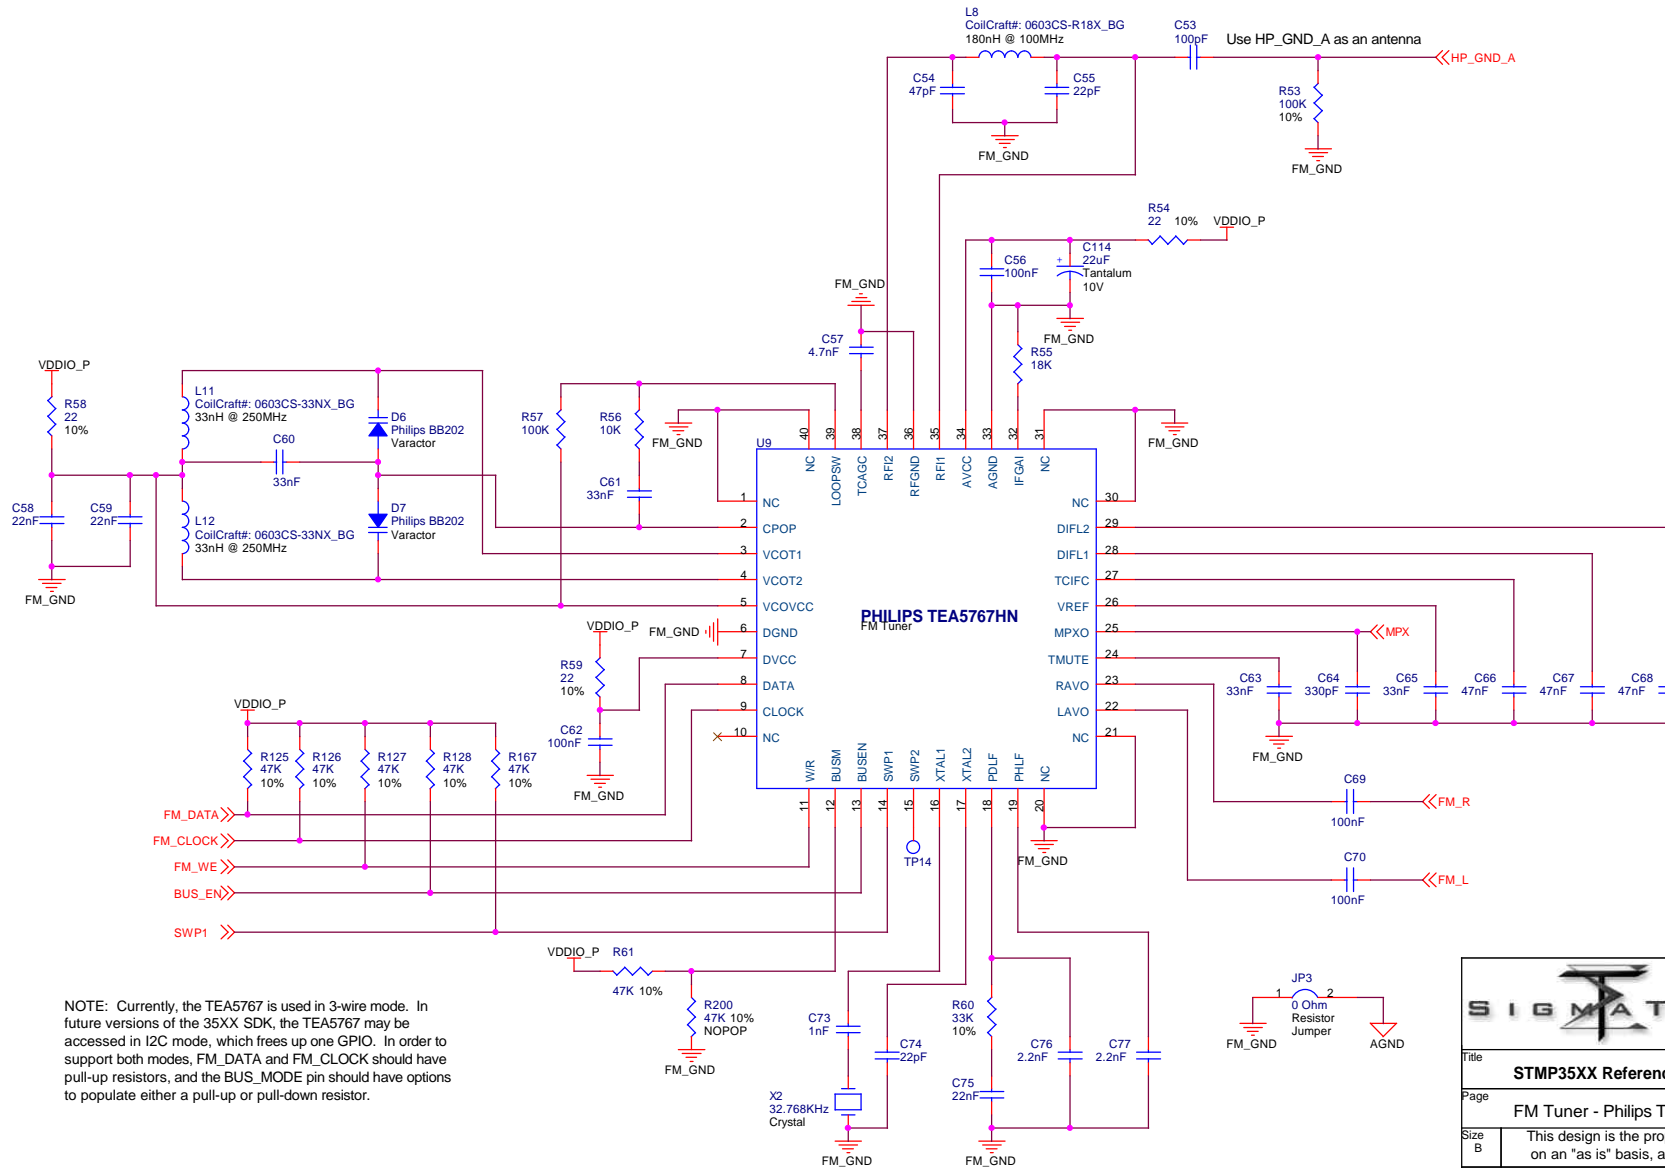 L8
CoilCraft#: 0603CS-R18X_BG
180nH @ 100MHz
C53
100pF
Use HP_GND_A as an antenna
HP_GND_A
C54
47pF
C55
22pF
FM_GND
R53
100K
10%
FM_GND
R54
22 10%
VDDIO_P
C56
100nF
C114
22uF
Tantalum
10V
+
FM_GND
R55
18K
FM_GND
C57
4.7nF
VDDIO_P
R58
22
10%
L11
CoilCraft#: 0603CS-33NX_BG
33nH @ 250MHz
C60
33nF
D6
Philips BB202
Varactor
D7
Philips BB202
Varactor
L12
CoilCraft#: 0603CS-33NX_BG
33nH @ 250MHz
C58
22nF
C59
22nF
FM_GND
R57
100K
R56
10K
C61
33nF
FM_GND
FM_GND
U9
40 39 38 37 36 35 34 33 32 31
NC LOOPSW TCAGC RFI2 RFGND RFI1 AVCC AGND IFGAI NC
1 NC
2 CPOP
3 VCOT1
4 VCOT2
5 VCOVCC
6 DGND
7 DVCC
8 DATA
9 CLOCK
10 NC
PHILIPS TEA5767HN
FM Tuner
NC 30
DIFL2 29
DIFL1 28
TCIFC 27
VREF 26
MPXO 25
TMUTE 24
RAVO 23
LAVO 22
NC 21
W/R BUSM BUSEN SWP1 SWP2 XTAL1 XTAL2 PDLF PHLF NC
11 12 13 14 15 16 17 18 19 20
FM_GND
VDDIO_P
R59
22
10%
C62
100nF
FM_GND
MPX
C63
33nF
C64
330pF
C65
33nF
C66
47nF
C67
47nF
C68
47nF
FM_GND
C69
100nF
FM_R
C70
100nF
FM_L
VDDIO_P
R125
47K
10%
R126
47K
10%
R127
47K
10%
R128
47K
10%
R167
47K
10%
FM_DATA
FM_CLOCK
FM_WE
BUS_EN
SWP1
TP14
FM_GND
VDDIO_P
R61
47K 10%
R200
47K 10%
NOPOP
FM_GND
C73
1nF
C74
22pF
X2
32.768KHz
Crystal
FM_GND
R60
33K
10%
C75
22nF
C76
2.2nF
C77
2.2nF
FM_GND
JP3
1 2
0 Ohm
Resistor
Jumper
FM_GND
AGND
NOTE: Currently, the TEA5767 is used in 3-wire mode. In
future versions of the 35XX SDK, the TEA5767 may be
accessed in I2C mode, which frees up one GPIO. In order to
support both modes, FM_DATA and FM_CLOCK should have
pull-up resistors, and the BUS_MODE pin should have options
to populate either a pull-up or pull-down resistor.
SIGMAT
Title
STMP35XX Referen
Page
FM Tuner - Philips T
Size
B
This design is the pro
on an "as is" basis, a